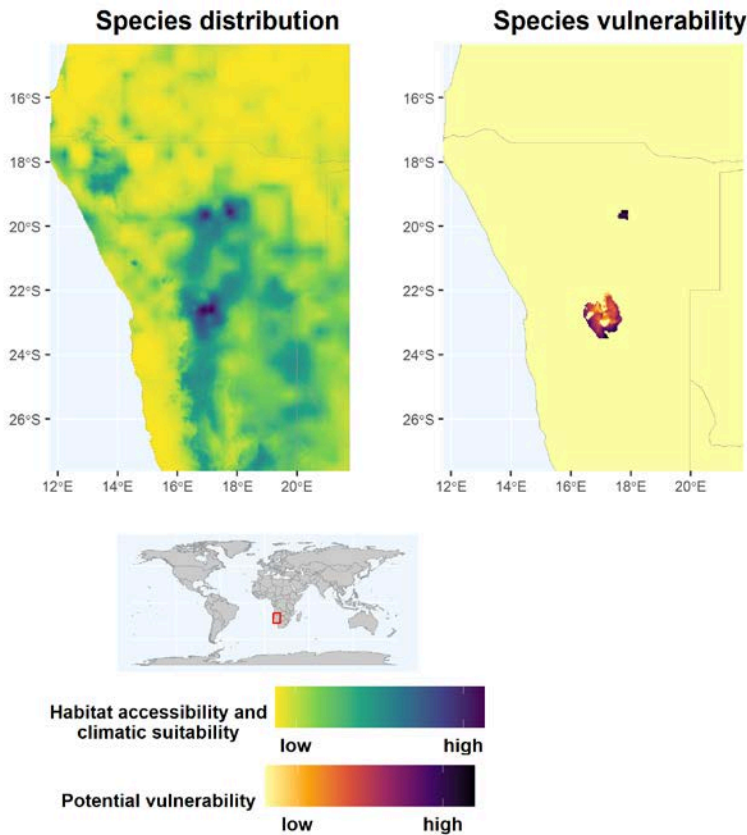 Species distribution
Species vulnerability
16°S
18°S
20°S
22°S
24°S
26°S
12°E
14°E
16°E
18°E
20°E
16°S
18°S
20°S
22°S
24°S
26°S
12°E
14°E
16°E
18°E
20°E
Habitat accessibility and
climatic suitability
low
high
Potential vulnerability
low
high